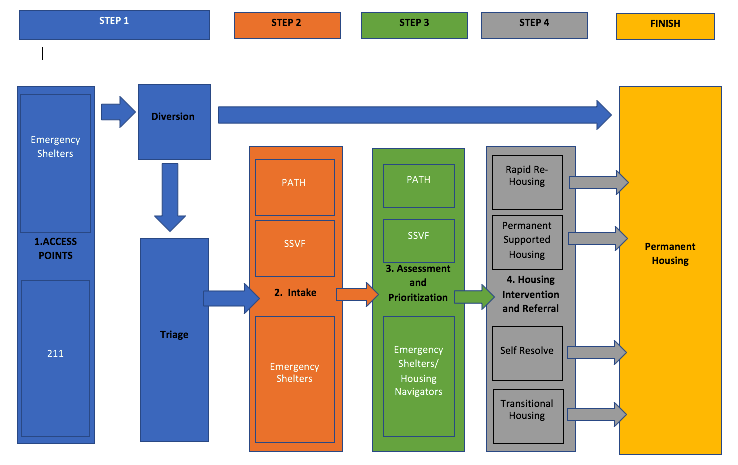 STEP 1
STEP 2
STEP 3
STEP 4
FINISH
Emergency
Shelters
1.ACCESS
POINTS
211
Diversion
Triage
PATH
SSVF
2. Intake
Emergency
Shelters
PATH
SSVF
3. Assessment
and
Prioritization
Emergency
Shelters/
Housing
Navigators
Rapid Re-
Housing
Permanent
Supported
Housing
4. Housing
Intervention
and Referral
Self Resolve
Transitional
Housing
Permanent
Housing